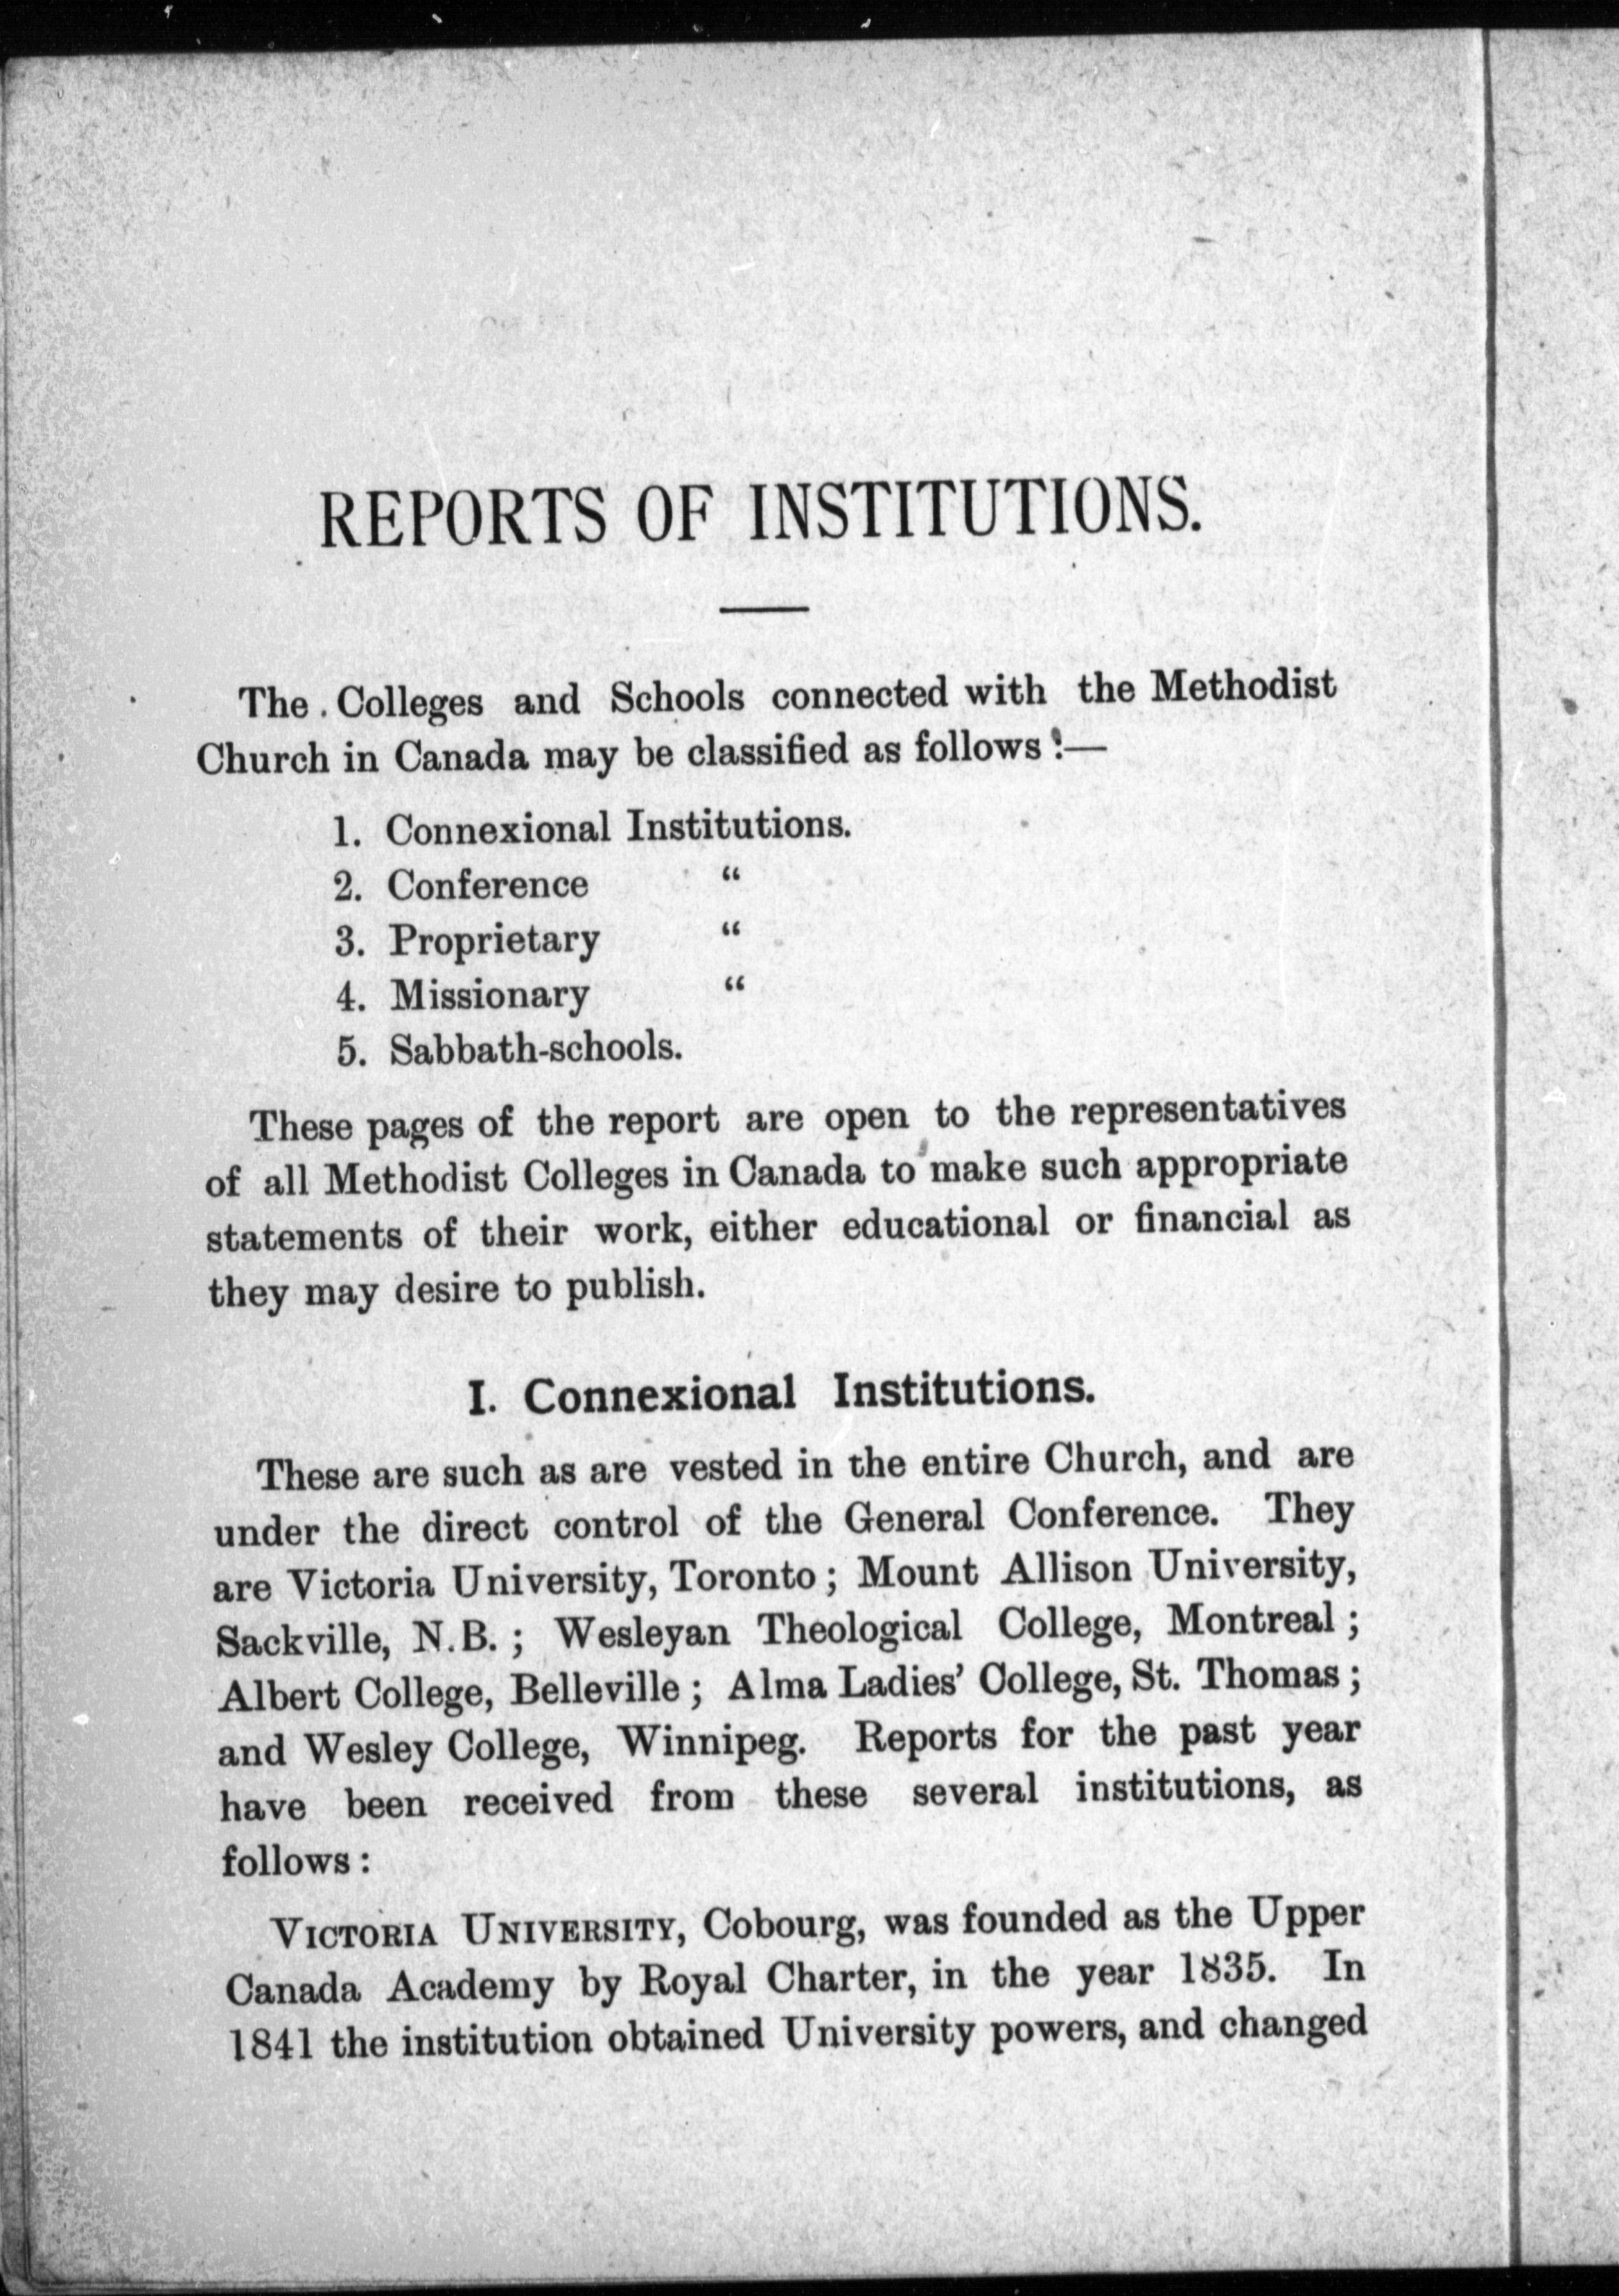 REPORTS OF INSTITUTIONS.
The Colleges and Schools connected with the Methodist
Church in Canada may be classified as follows :—
1. Connexional Institutions.
2. Conference “
3. Proprietary “
4. Missionary “
5. Sabbath-schools.
These pages of the report are open to the representatives
of all Methodist Colleges in Canada to make such appropriate
statements of their work, either educational or financial as
they may desire to publish.
I. Connexional Institutions.
These are such as are vested in the entire Church, and are
under the direct control of the General Conference. They
are Victoria University, Toronto ; Mount Allison University,
Sackville, N.B. ; Wesleyan Theological College, Montreal ;
Albert College, Belleville ; Alma Ladies’ College, St. Thomas ;
and Wesley College, Winnipeg. Reports for the past year
have been received from these several institutions, as
follows :
VICTORIA UNIVERSITY, Cobourg, was founded as the Upper
Canada Academy by Royal Charter, in the year 1835. In
1841 the institution obtained University powers, and changed